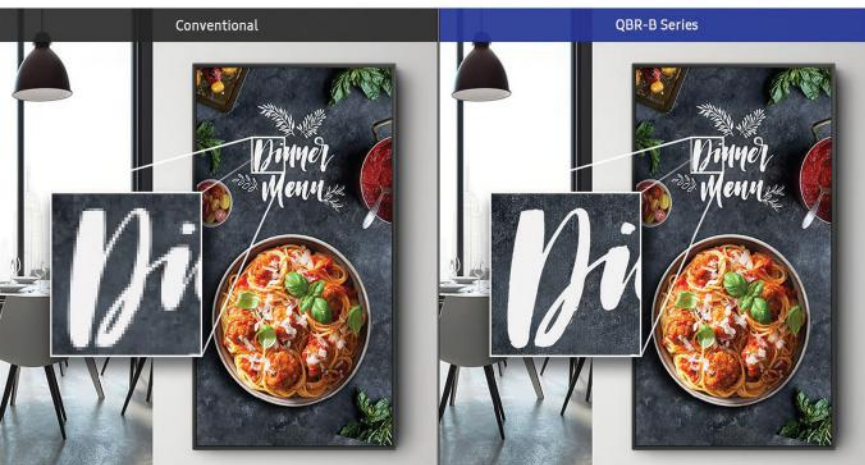 Conventional
Dinner
Menu
Di
QBR-B Series
Dinner
Menu
Di